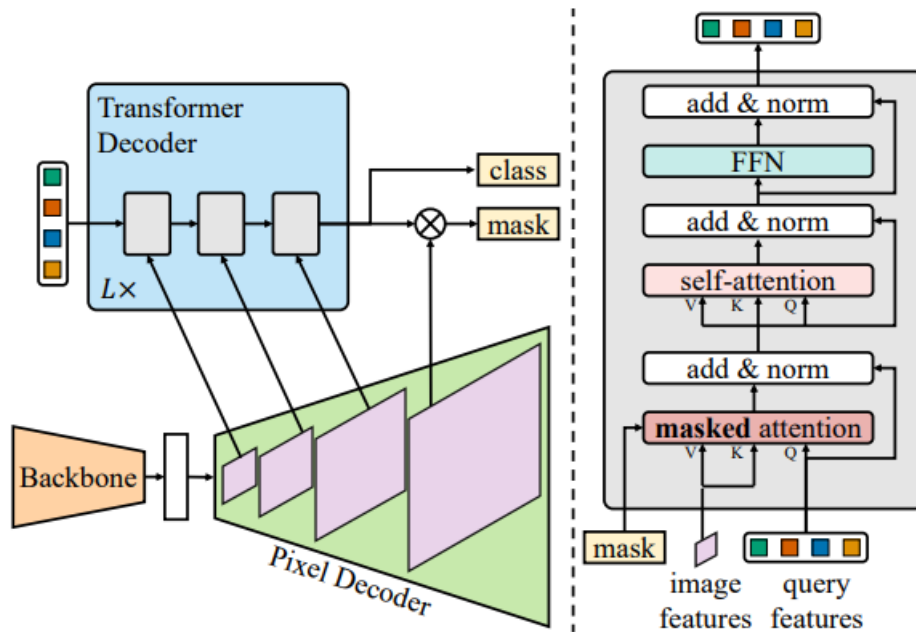 Transformer
Decoder
L×
class
mask
Backbone
Pixel Decoder
add & norm
FFN
add & norm
self-attention
V K Q
add & norm
masked attention
V K Q
mask
image
features
query
features